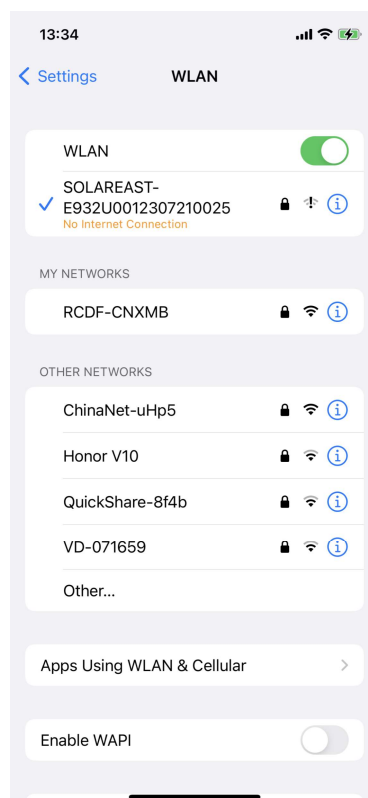 13:34
Settings
WLAN
WLAN
SOLAREAST-
E932U0012307210025
No Internet Connection
MY NETWORKS
RCDF-CNXMB
OTHER NETWORKS
ChinaNet-uHp5
Honor V10
QuickShare-8f4b
VD-071659
Other...
Apps Using WLAN & Cellular
Enable WAPI